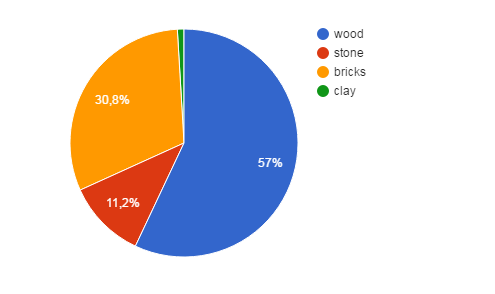 wood
stone
bricks
clay
30,8%
57%
11,2%